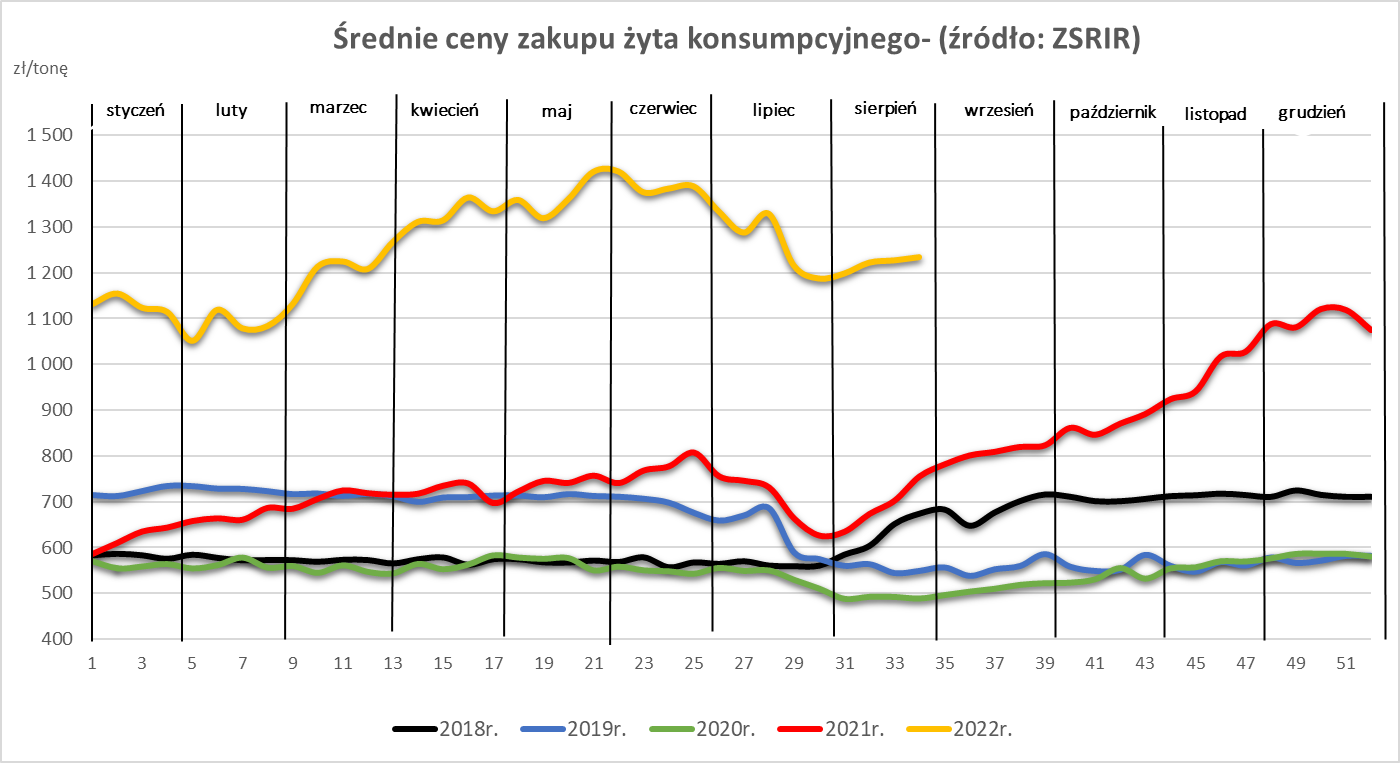 Średnie ceny zakupu żyta konsumpcyjnego- (źródło: ZSRIR)
zł/tonę
styczeń luty marzec kwiecień maj czerwiec lipiec sierpień wrzesień październik listopad grudzień
1 500
1 400
1 300
1 200
1 100
1 000
900
800
700
600
500
400
1 3 5 7 9 11 13 15 17 19 21 23 25 27 29 31 33 35 37 39 41 43 45 47 49 51
2018r. 2019r. 2020r. 2021r. 2022r.